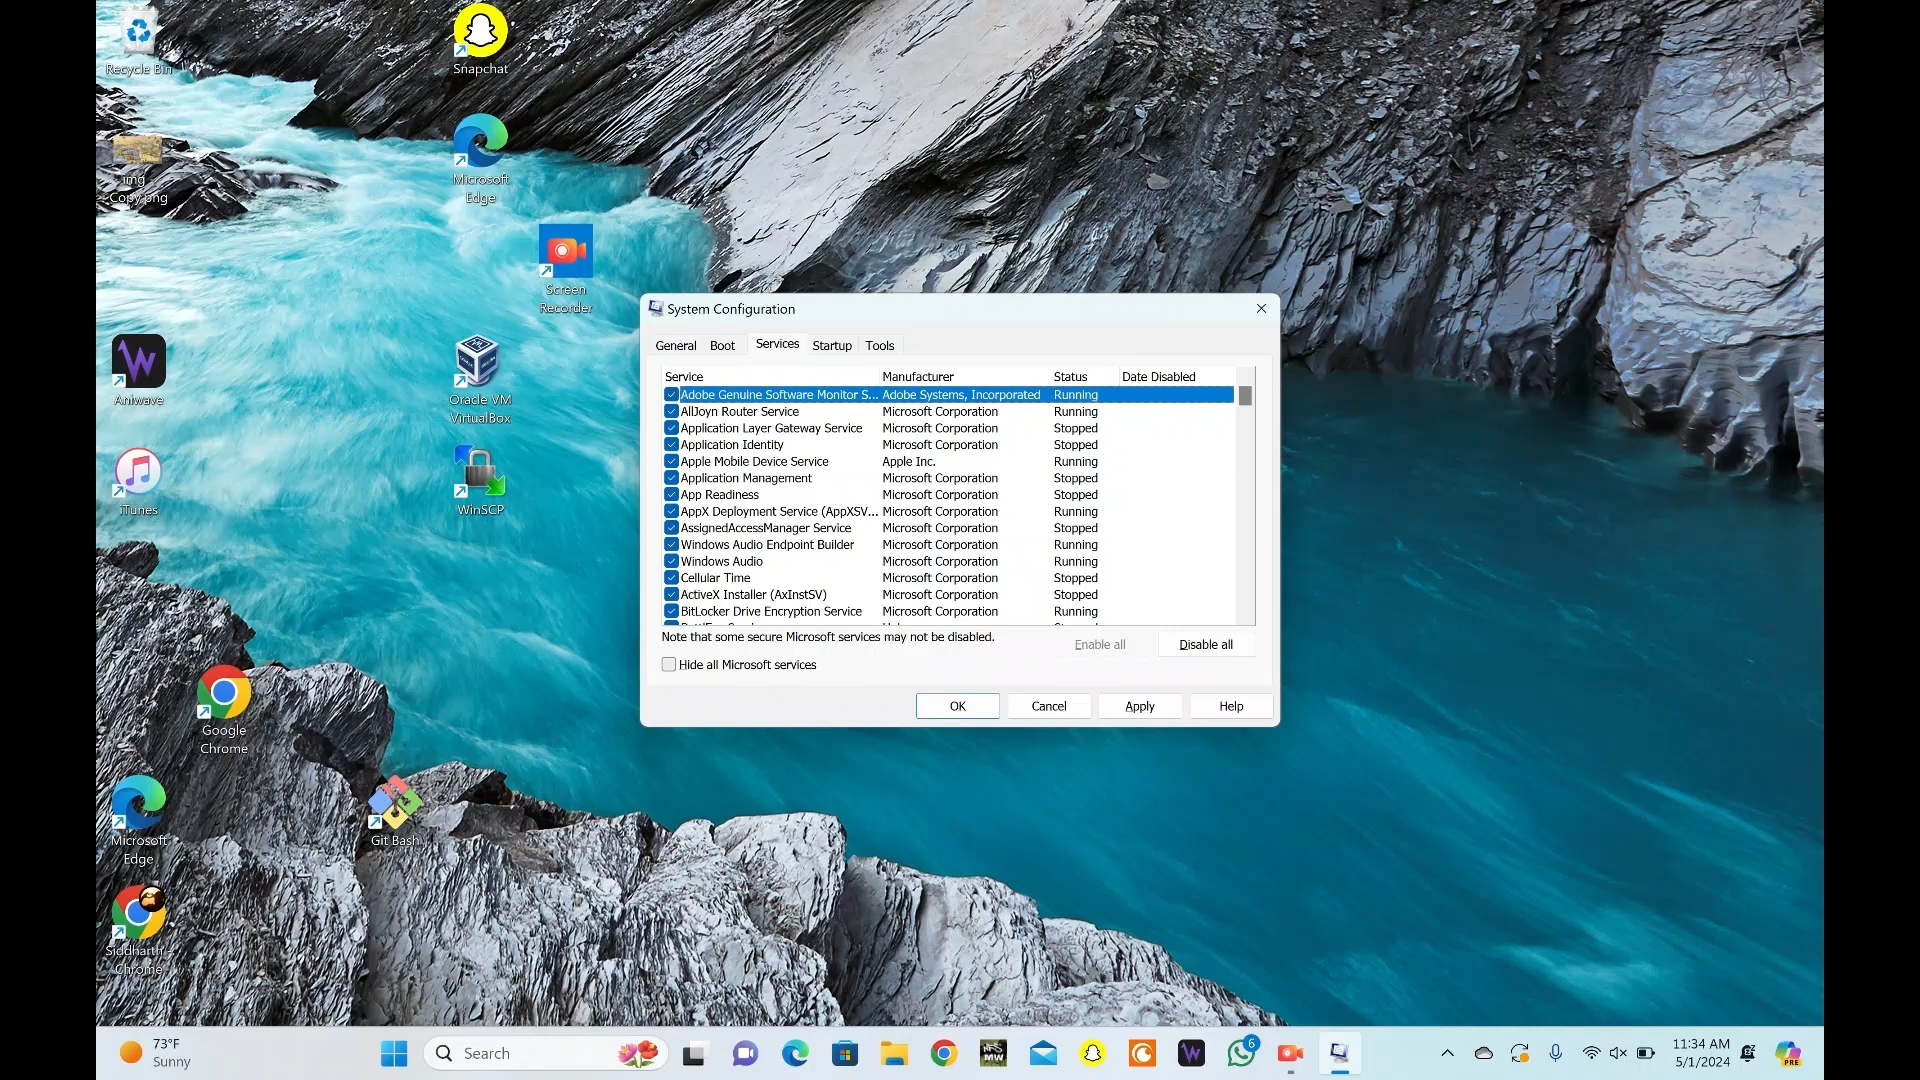 Recycle Bin
Snapchat
img
Copy.png
Microsoft
Edge
Screen
Recorder
Aniwave
Oracle VM
VirtualBox
iTunes
WinSCP
Google
Chrome
Microsoft
Edge
Git Bash
Siddharth -
Chrome
System Configuration
General Boot Services Startup Tools
Service Manufacturer Status Date Disabled
Adobe Genuine Software Monitor S... Adobe Systems, Incorporated Running
AllJoyn Router Service Microsoft Corporation Running
Application Layer Gateway Service Microsoft Corporation Stopped
Application Identity Microsoft Corporation Stopped
Apple Mobile Device Service Apple Inc. Running
Application Management Microsoft Corporation Stopped
App Readiness Microsoft Corporation Stopped
AppX Deployment Service (AppXSV... Microsoft Corporation Running
AssignedAccessManager Service Microsoft Corporation Stopped
Windows Audio Endpoint Builder Microsoft Corporation Running
Windows Audio Microsoft Corporation Running
Cellular Time Microsoft Corporation Stopped
ActiveX Installer (AxInstSV) Microsoft Corporation Stopped
BitLocker Drive Encryption Service Microsoft Corporation Running
Note that some secure Microsoft services may not be disabled.
Enable all Disable all
Hide all Microsoft services
OK Cancel Apply Help
73°F
Sunny
Search
NFS
MW
6
11:34 AM
5/1/2024
PRE